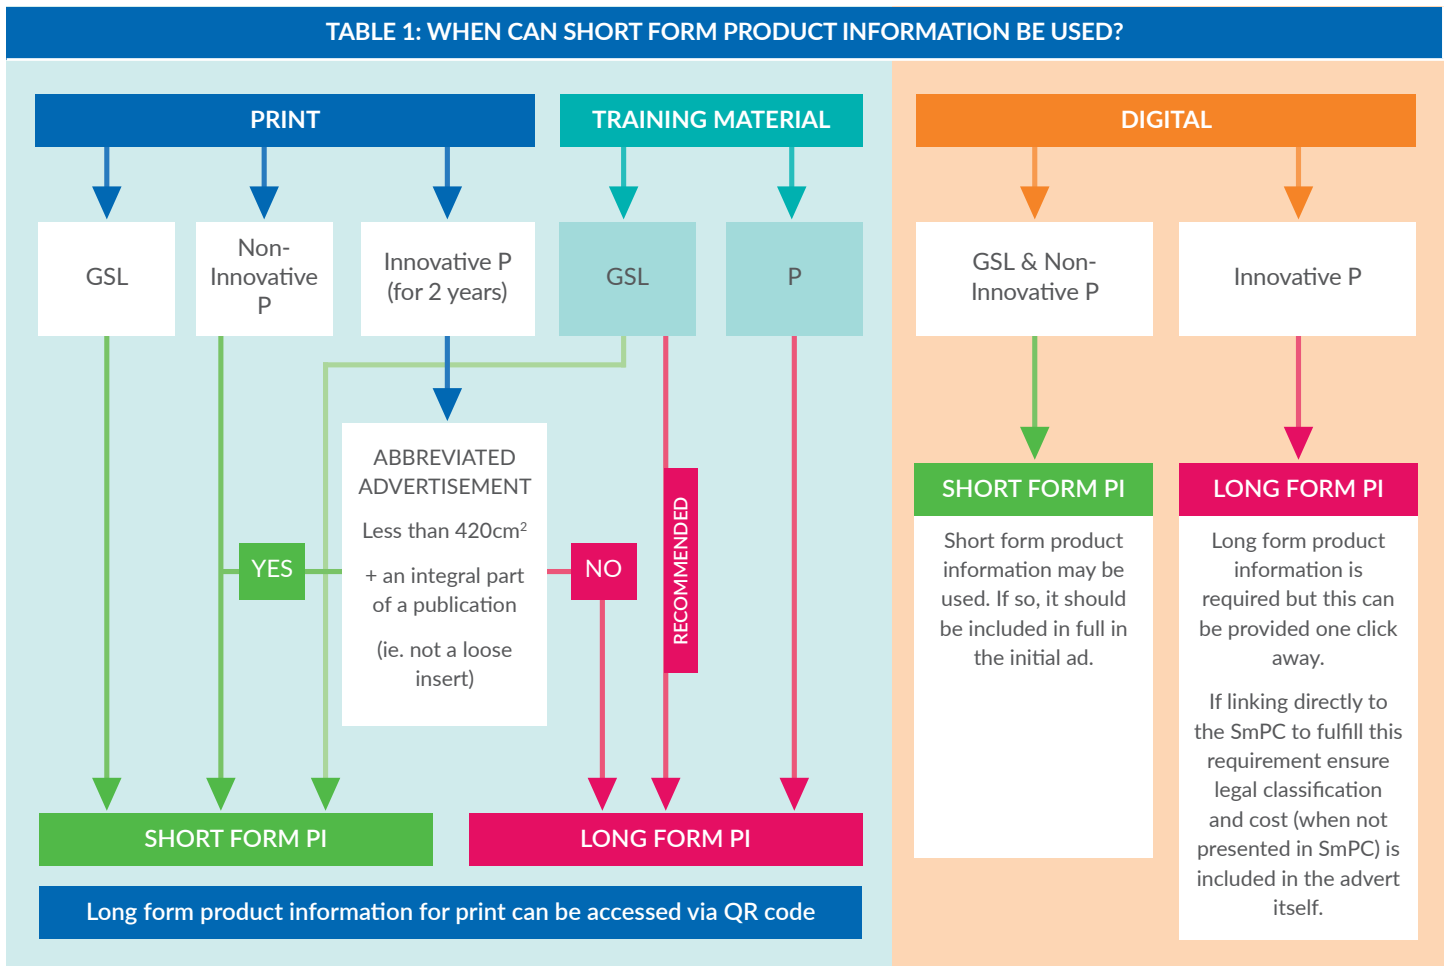 TABLE 1: WHEN CAN SHORT FORM PRODUCT INFORMATION BE USED?
PRINT
GSL
Non-
Innovative
P
Innovative P
(for 2 years)
ABBREVIATED
ADVERTISEMENT
Less than 420cm²
+ an integral part
of a publication
(ie. not a loose
insert)
YES
NO
TRAINING MATERIAL
GSL
P
RECOMMENDED
SHORT FORM PI
LONG FORM PI
Long form product information for print can be accessed via QR code
DIGITAL
GSL & Non-
Innovative P
Innovative P
SHORT FORM PI
Short form product
information may be
used. If so, it should
be included in full in
the initial ad.
LONG FORM PI
Long form product
information is
required but this can
be provided one click
away.
If linking directly to
the SmPC to fulfill this
requirement ensure
legal classification
and cost (when not
presented in SmPC) is
included in the advert
itself.